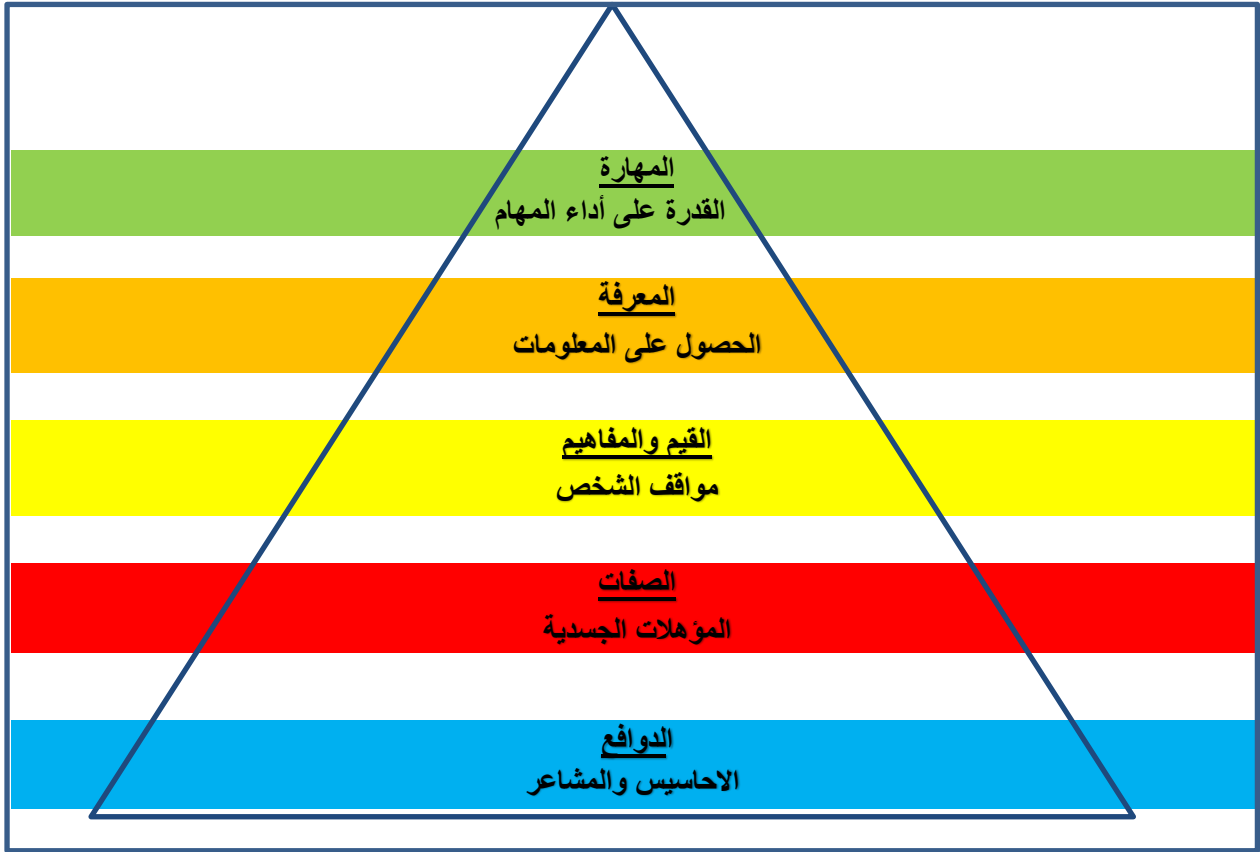 المهارة
القدرة على أداء المهام
المعرفة
الحصول على المعلومات
القيم والمفاهيم
مواقف الشخص
الصفات
المؤهلات الجسدية
الدوافع
الاحاسيس والمشاعر